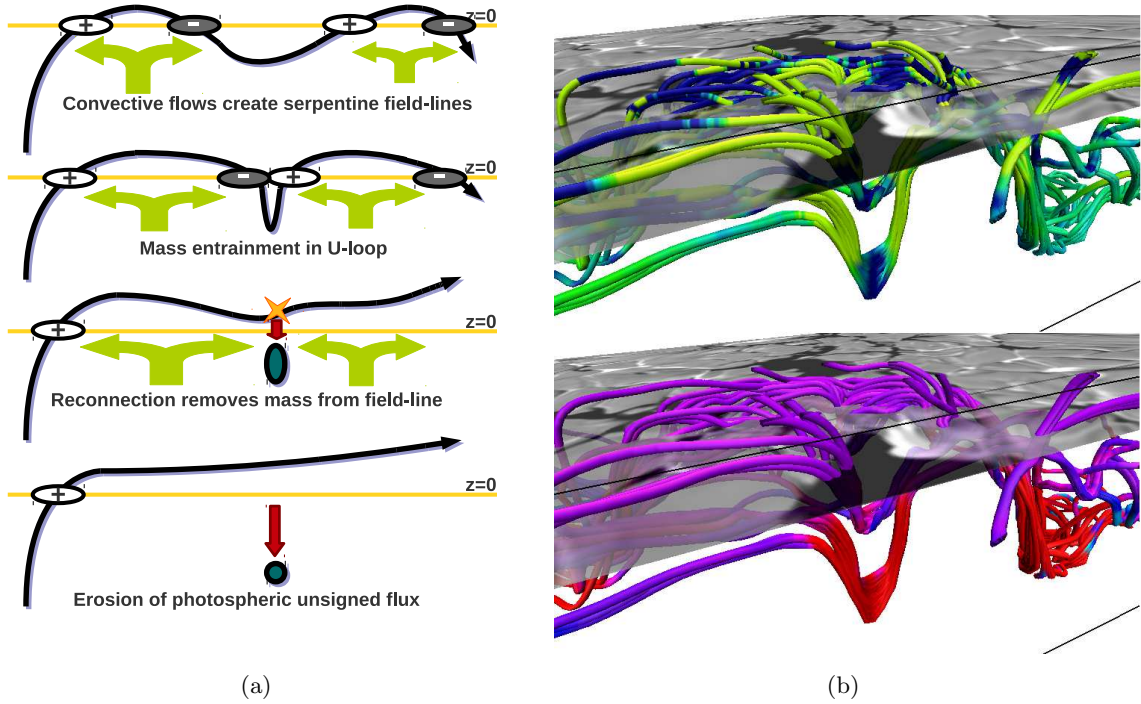 + - + - z=0
Convective flows create serpentine field-lines
+ - + - z=0
Mass entrainment in U-loop
+ z=0
Reconnection removes mass from field-line
+ z=0
Erosion of photospheric unsigned flux
(a)
(b)